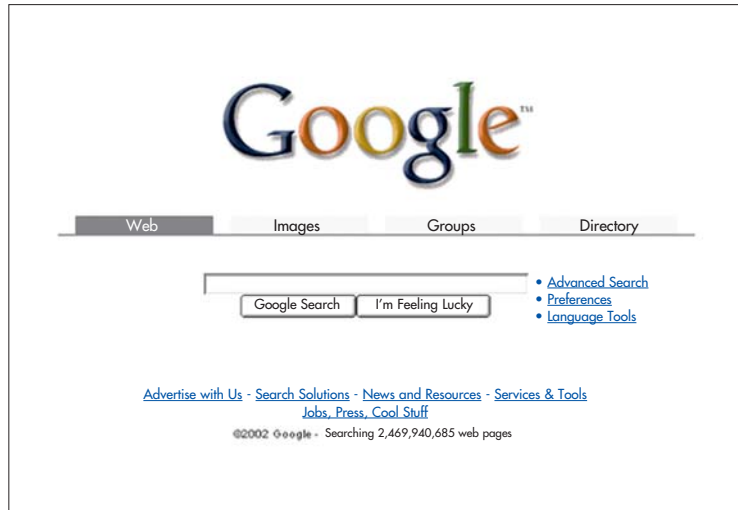 Google™
Web Images Groups Directory
• Advanced Search
Google Search I'm Feeling Lucky • Preferences
• Language Tools
Advertise with Us - Search Solutions - News and Resources - Services & Tools
Jobs, Press, Cool Stuff
©2002 Google - Searching 2,469,940,685 web pages